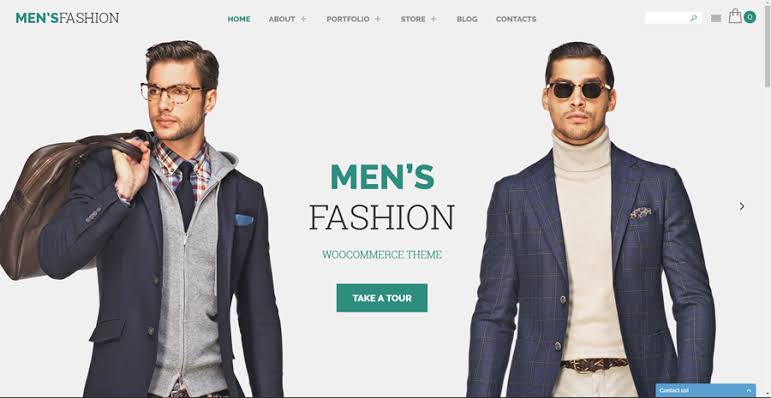 MEN'SFASHION
HOME ABOUT + PORTFOLIO + STORE + BLOG CONTACTS
0
MEN'S
FASHION
WOOCOMMERCE THEME
TAKE A TOUR
Contact us!